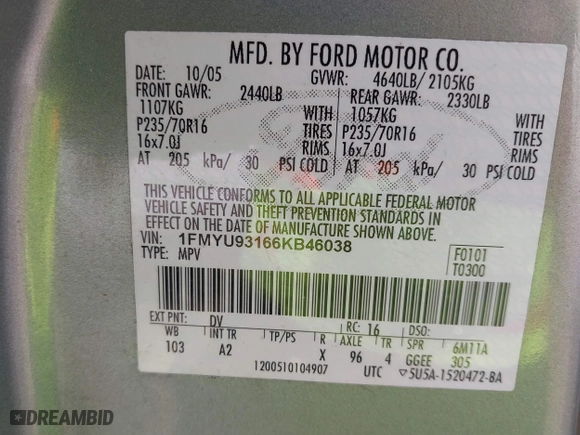 MFD. BY FORD MOTOR CO.
DATE: 10/05 GVWR: 4640LB/ 2105KG
FRONT GAWR: 2440LB REAR GAWR: 2330LB
1107KG WITH 1057KG WITH
P235/70R16 TIRES P235/70R16 TIRES
16x7.0J RIMS 16x7.0J RIMS
AT 205 kPa/ 30 PSI COLD AT 205 kPa/ 30 PSI COLD
THIS VEHICLE CONFORMS TO ALL APPLICABLE FEDERAL MOTOR
VEHICLE SAFETY AND THEFT PREVENTION STANDARDS IN
EFFECT ON THE DATE OF MANUFACTURE SHOWN ABOVE.
VIN: 1FMYU93166KB46038 F0101
TYPE: MPV T0300
EXT PNT: DV RC: 16 DSO:
WB INT TR TP/PS R AXLE TR SPR 6M11A
103 A2 X 96 4 GGEE 305
1200510104907 UTC 5U5A-1520472-BA
Ford
DREAMBID